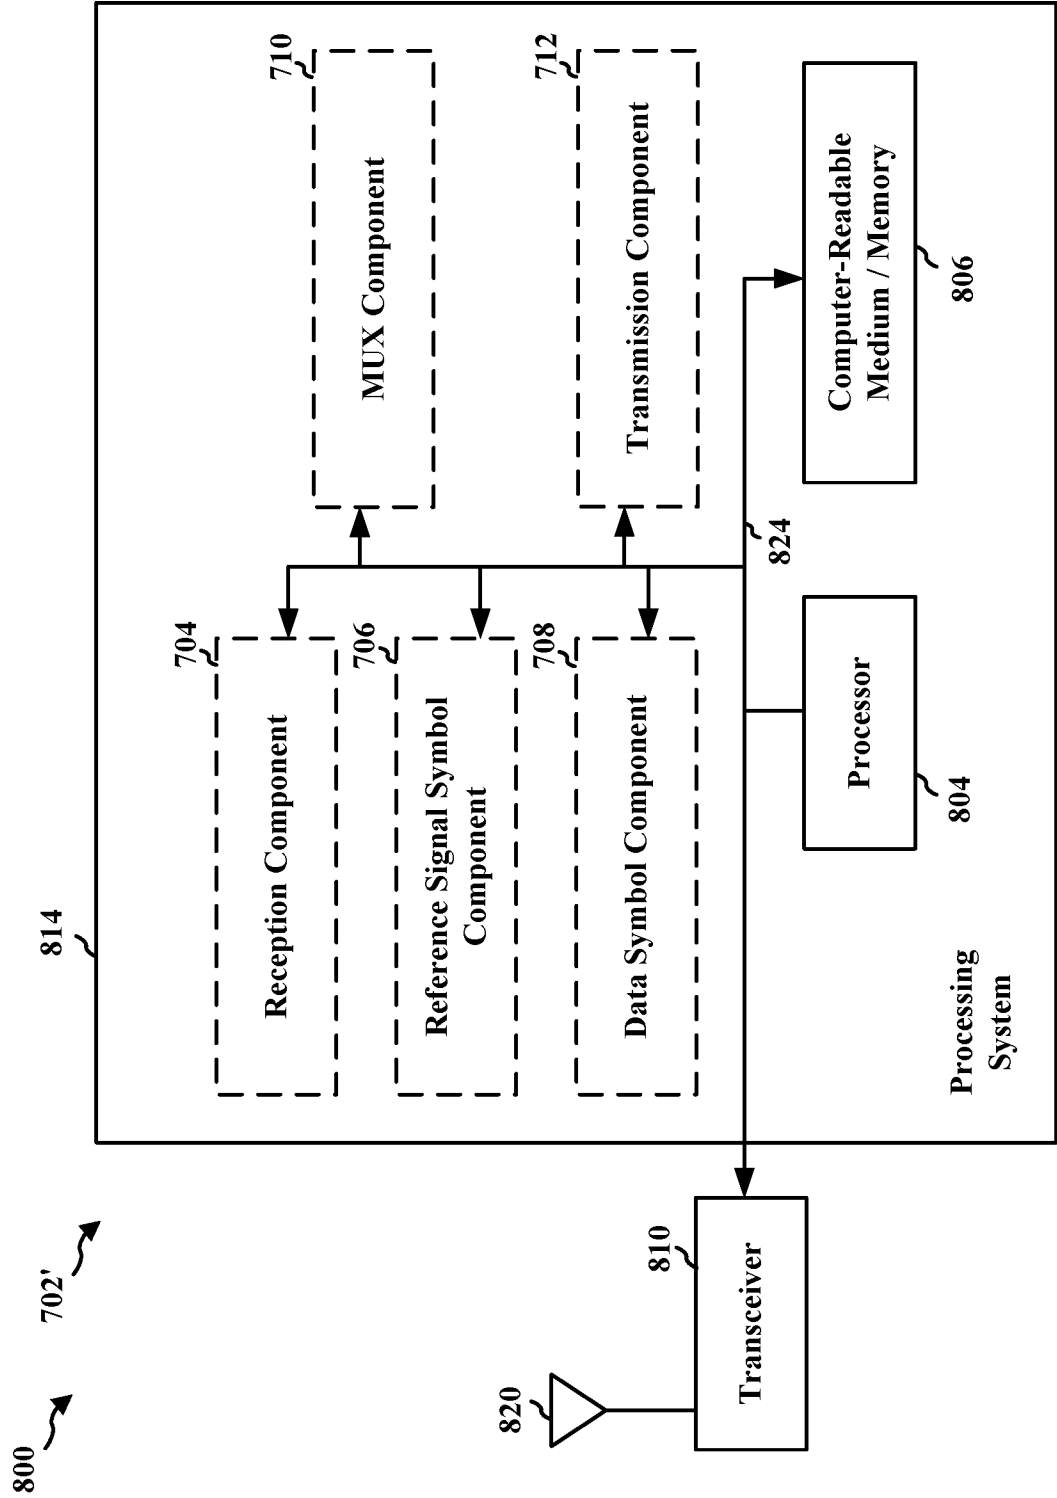 800
702'
814
704
Reception Component
710
MUX Component
706
Reference Signal Symbol
Component
708
Data Symbol Component
712
Transmission Component
820
810
Transceiver
824
Processor
804
Computer-Readable
Medium / Memory
806
Processing
System